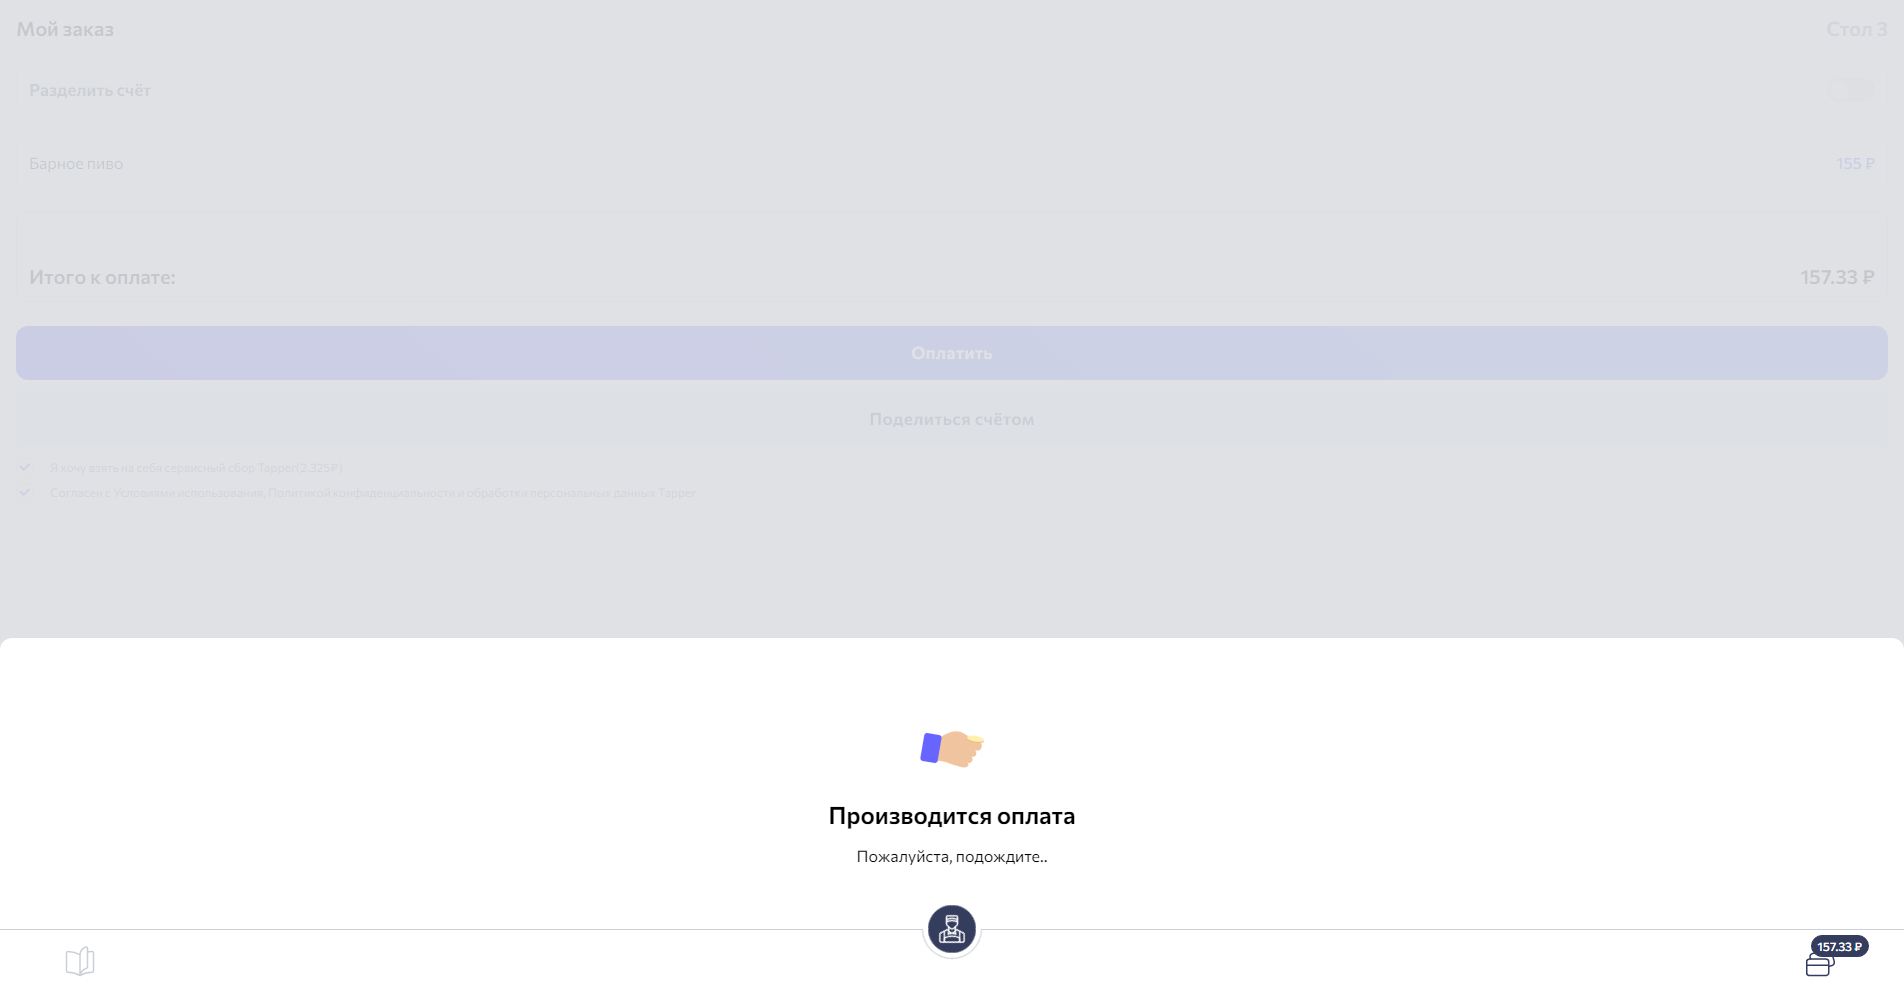 Мой заказ
Стол 3
Разделить счёт
Барное пиво
155 ₽
Итого к оплате:
157.33 ₽
Оплатить
Поделиться счётом
Я хочу взять на себя сервисный сбор Tapper(2.325₽)
Согласен с Условиями использования, Политикой конфиденциальности и обработки персональных данных Tapper
Производится оплата
Пожалуйста, подождите..
157.33 ₽